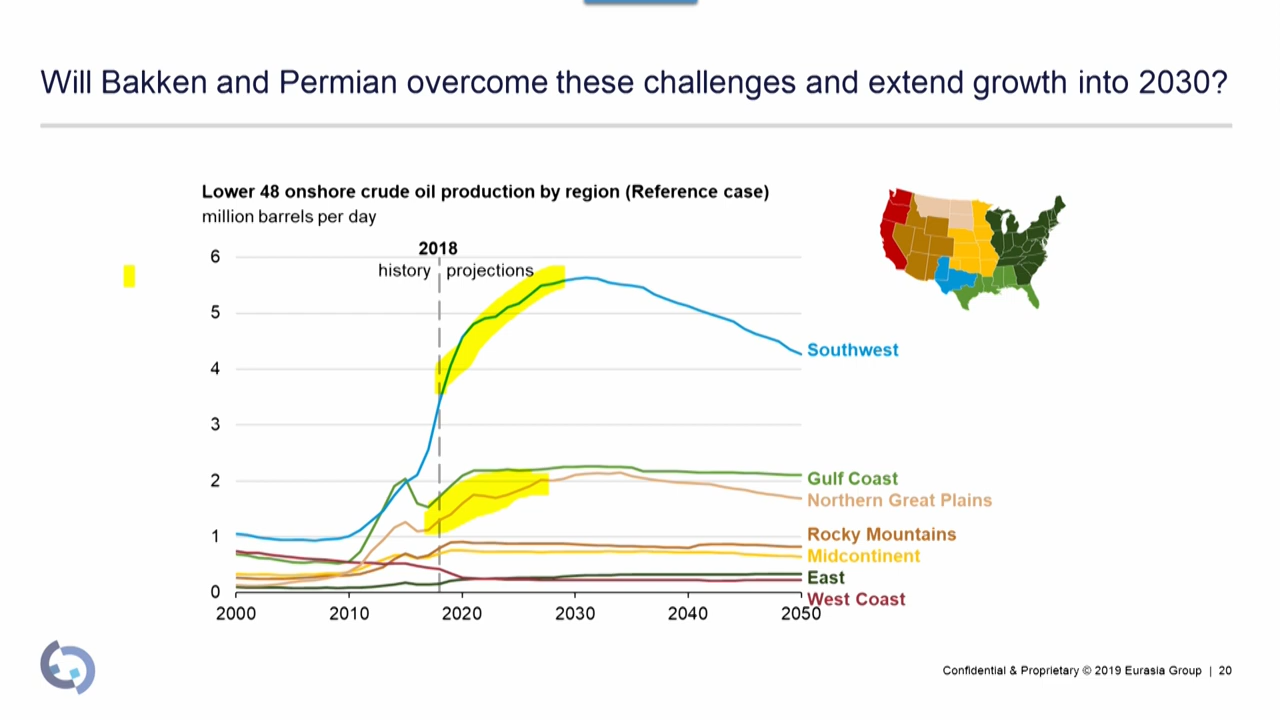 Will Bakken and Permian overcome these challenges and extend growth into 2030?
Lower 48 onshore crude oil production by region (Reference case)
million barrels per day
2018
history
projections
6
5
4
3
2
1
0
2000
2010
2020
2030
2040
2050
Southwest
Gulf Coast
Northern Great Plains
Rocky Mountains
Midcontinent
East
West Coast
Confidential & Proprietary © 2019 Eurasia Group | 20